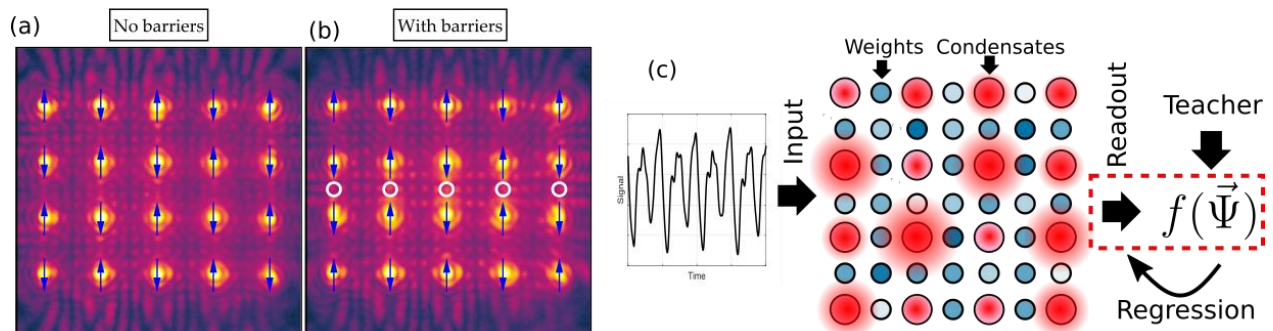 (a)
No barriers
(b)
With barriers
(c)
Signal
Time
Input
Weights
Condensates
Readout
Teacher
f(Ψ⃗)
Regression